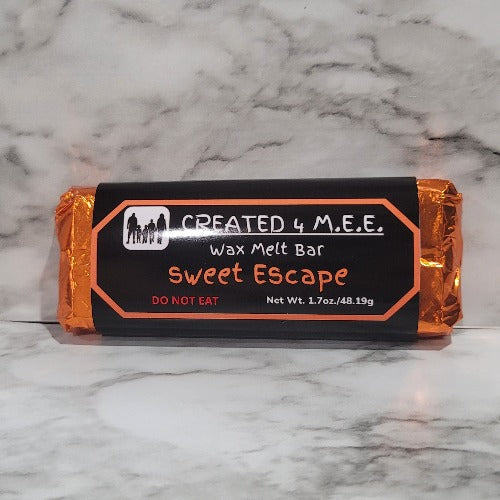 CREATED 4 M.E.E.
Wax Melt Bar
Sweet Escape
DO NOT EAT Net Wt. 1.7oz./48.19g